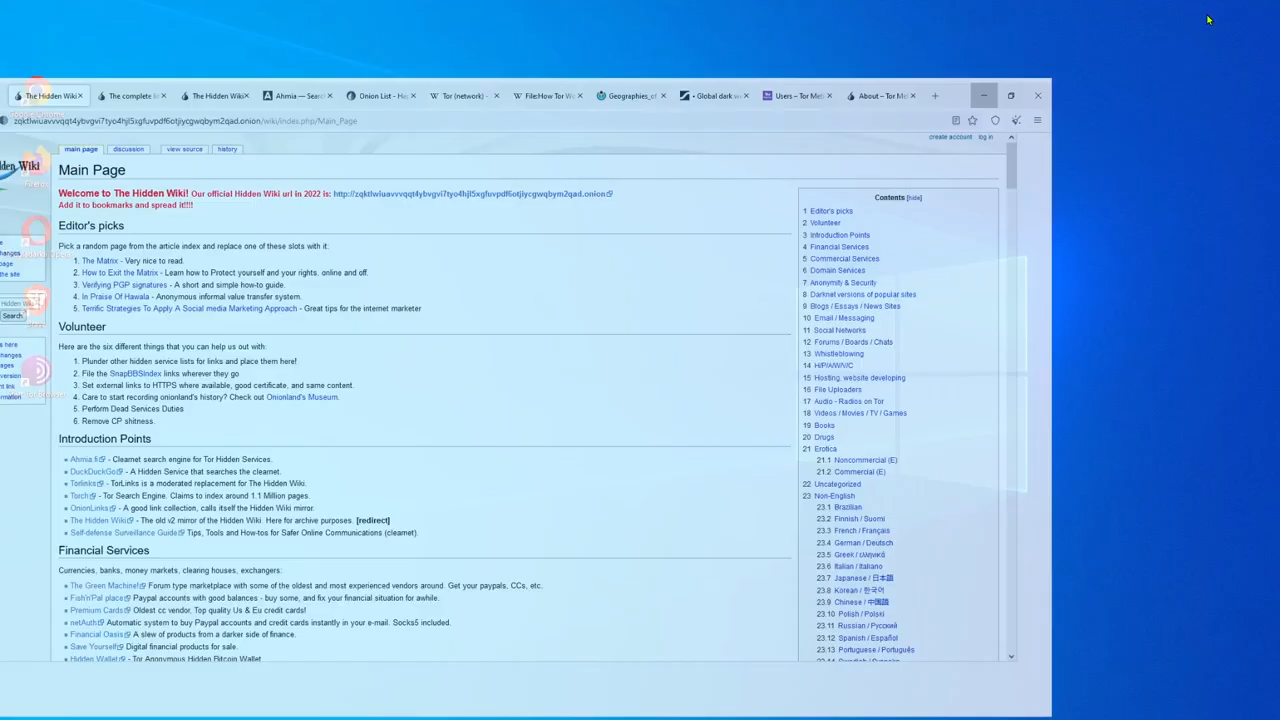 The Hidden Wiki
The complete
The Hidden Wiki
Ahmia — Searc
Onion List - Ha
Tor (network) -
File:How Tor W
Geographies_of
Global dark w
Users – Tor Met
About – Tor Met
zqktlwiuavvvqqt4ybvgvi7tyo4hjl5xgfuvpdf6otjiycgwqbym2qad.onion/wiki/index.php/Main_Page
create account log in
main page discussion view source history
Main Page
Welcome to The Hidden Wiki! Our official Hidden Wiki url in 2022 is: http://zqktlwiuavvvqqt4ybvgvi7tyo4hjl5xgfuvpdf6otjiycgwqbym2qad.onion
Add it to bookmarks and spread it!!!!
Editor's picks
Pick a random page from the article index and replace one of these slots with it.
1. The Matrix - Very nice to read.
2. How to Exit the Matrix - Learn how to Protect yourself and your rights, online and off.
3. Verifying PGP signatures - A short and simple how-to guide.
4. In Praise Of Hawala - Anonymous informal value transfer system.
5. Terrific Strategies To Apply A Social media Marketing Approach - Great tips for the internet marketer
Volunteer
Here are the six different things that you can help us out with:
1. Plunder other hidden service lists for links and place them here!
2. File the SnapBBSIndex links wherever they go
3. Set external links to HTTPS where available, good certificate, and same content.
4. Care to start recording onionland's history? Check out Onionland's Museum.
5. Perform Dead Services Duties
6. Remove CP shitness.
Introduction Points
Ahmia.fi - Clearnet search engine for Tor Hidden Services.
DuckDuckGo - A Hidden Service that searches the clearnet.
Torlinks - TorLinks is a moderated replacement for The Hidden Wiki.
Torch - Tor Search Engine. Claims to index around 1.1 Million pages.
OnionLinks - A good link collection, calls itself the Hidden Wiki mirror.
The Hidden Wiki - The old v2 mirror of the Hidden Wiki. Here for archive purposes. [redirect]
Self-defense Surveillance Guide Tips, Tools and How-tos for Safer Online Communications (clearnet).
Financial Services
Currencies, banks, money markets, clearing houses, exchangers:
The Green Machine! Forum type marketplace with some of the oldest and most experienced vendors around. Get your paypals, CCs, etc.
Fish'n'Pal place Paypal accounts with good balances - buy some, and fix your financial situation for awhile.
Premium Cards Oldest cc vendor, Top quality Us & Eu credit cards!
netAuth Automatic system to buy Paypal accounts and credit cards instantly in your e-mail. Socks5 included.
Financial Oasis A slew of products from a darker side of finance.
Save Yourself Digital financial products for sale.
Hidden Wallet - Tor Anonymous Hidden Bitcoin Wallet
Contents [hide]
1 Editor's picks
2 Volunteer
3 Introduction Points
4 Financial Services
5 Commercial Services
6 Domain Services
7 Anonymity & Security
8 Darknet versions of popular sites
9 Blogs / Essays / News Sites
10 Email / Messaging
11 Social Networks
12 Forums / Boards / Chats
13 Whistleblowing
14 H/P/A/W/V/C
15 Hosting, website developing
16 File Uploaders
17 Audio - Radios on Tor
18 Videos / Movies / TV / Games
19 Books
20 Drugs
21 Erotica
21.1 Noncommercial (E)
21.2 Commercial (E)
22 Uncategorized
23 Non-English
23.1 Brazilian
23.2 Finnish / Suomi
23.3 French / Français
23.4 German / Deutsch
23.5 Greek / ελληνικά
23.6 Italian / Italiano
23.7 Japanese / 日本語
23.8 Korean / 한국어
23.9 Chinese / 中国語
23.10 Polish / Polski
23.11 Russian / Русский
23.12 Spanish / Español
23.13 Portuguese / Português
Search